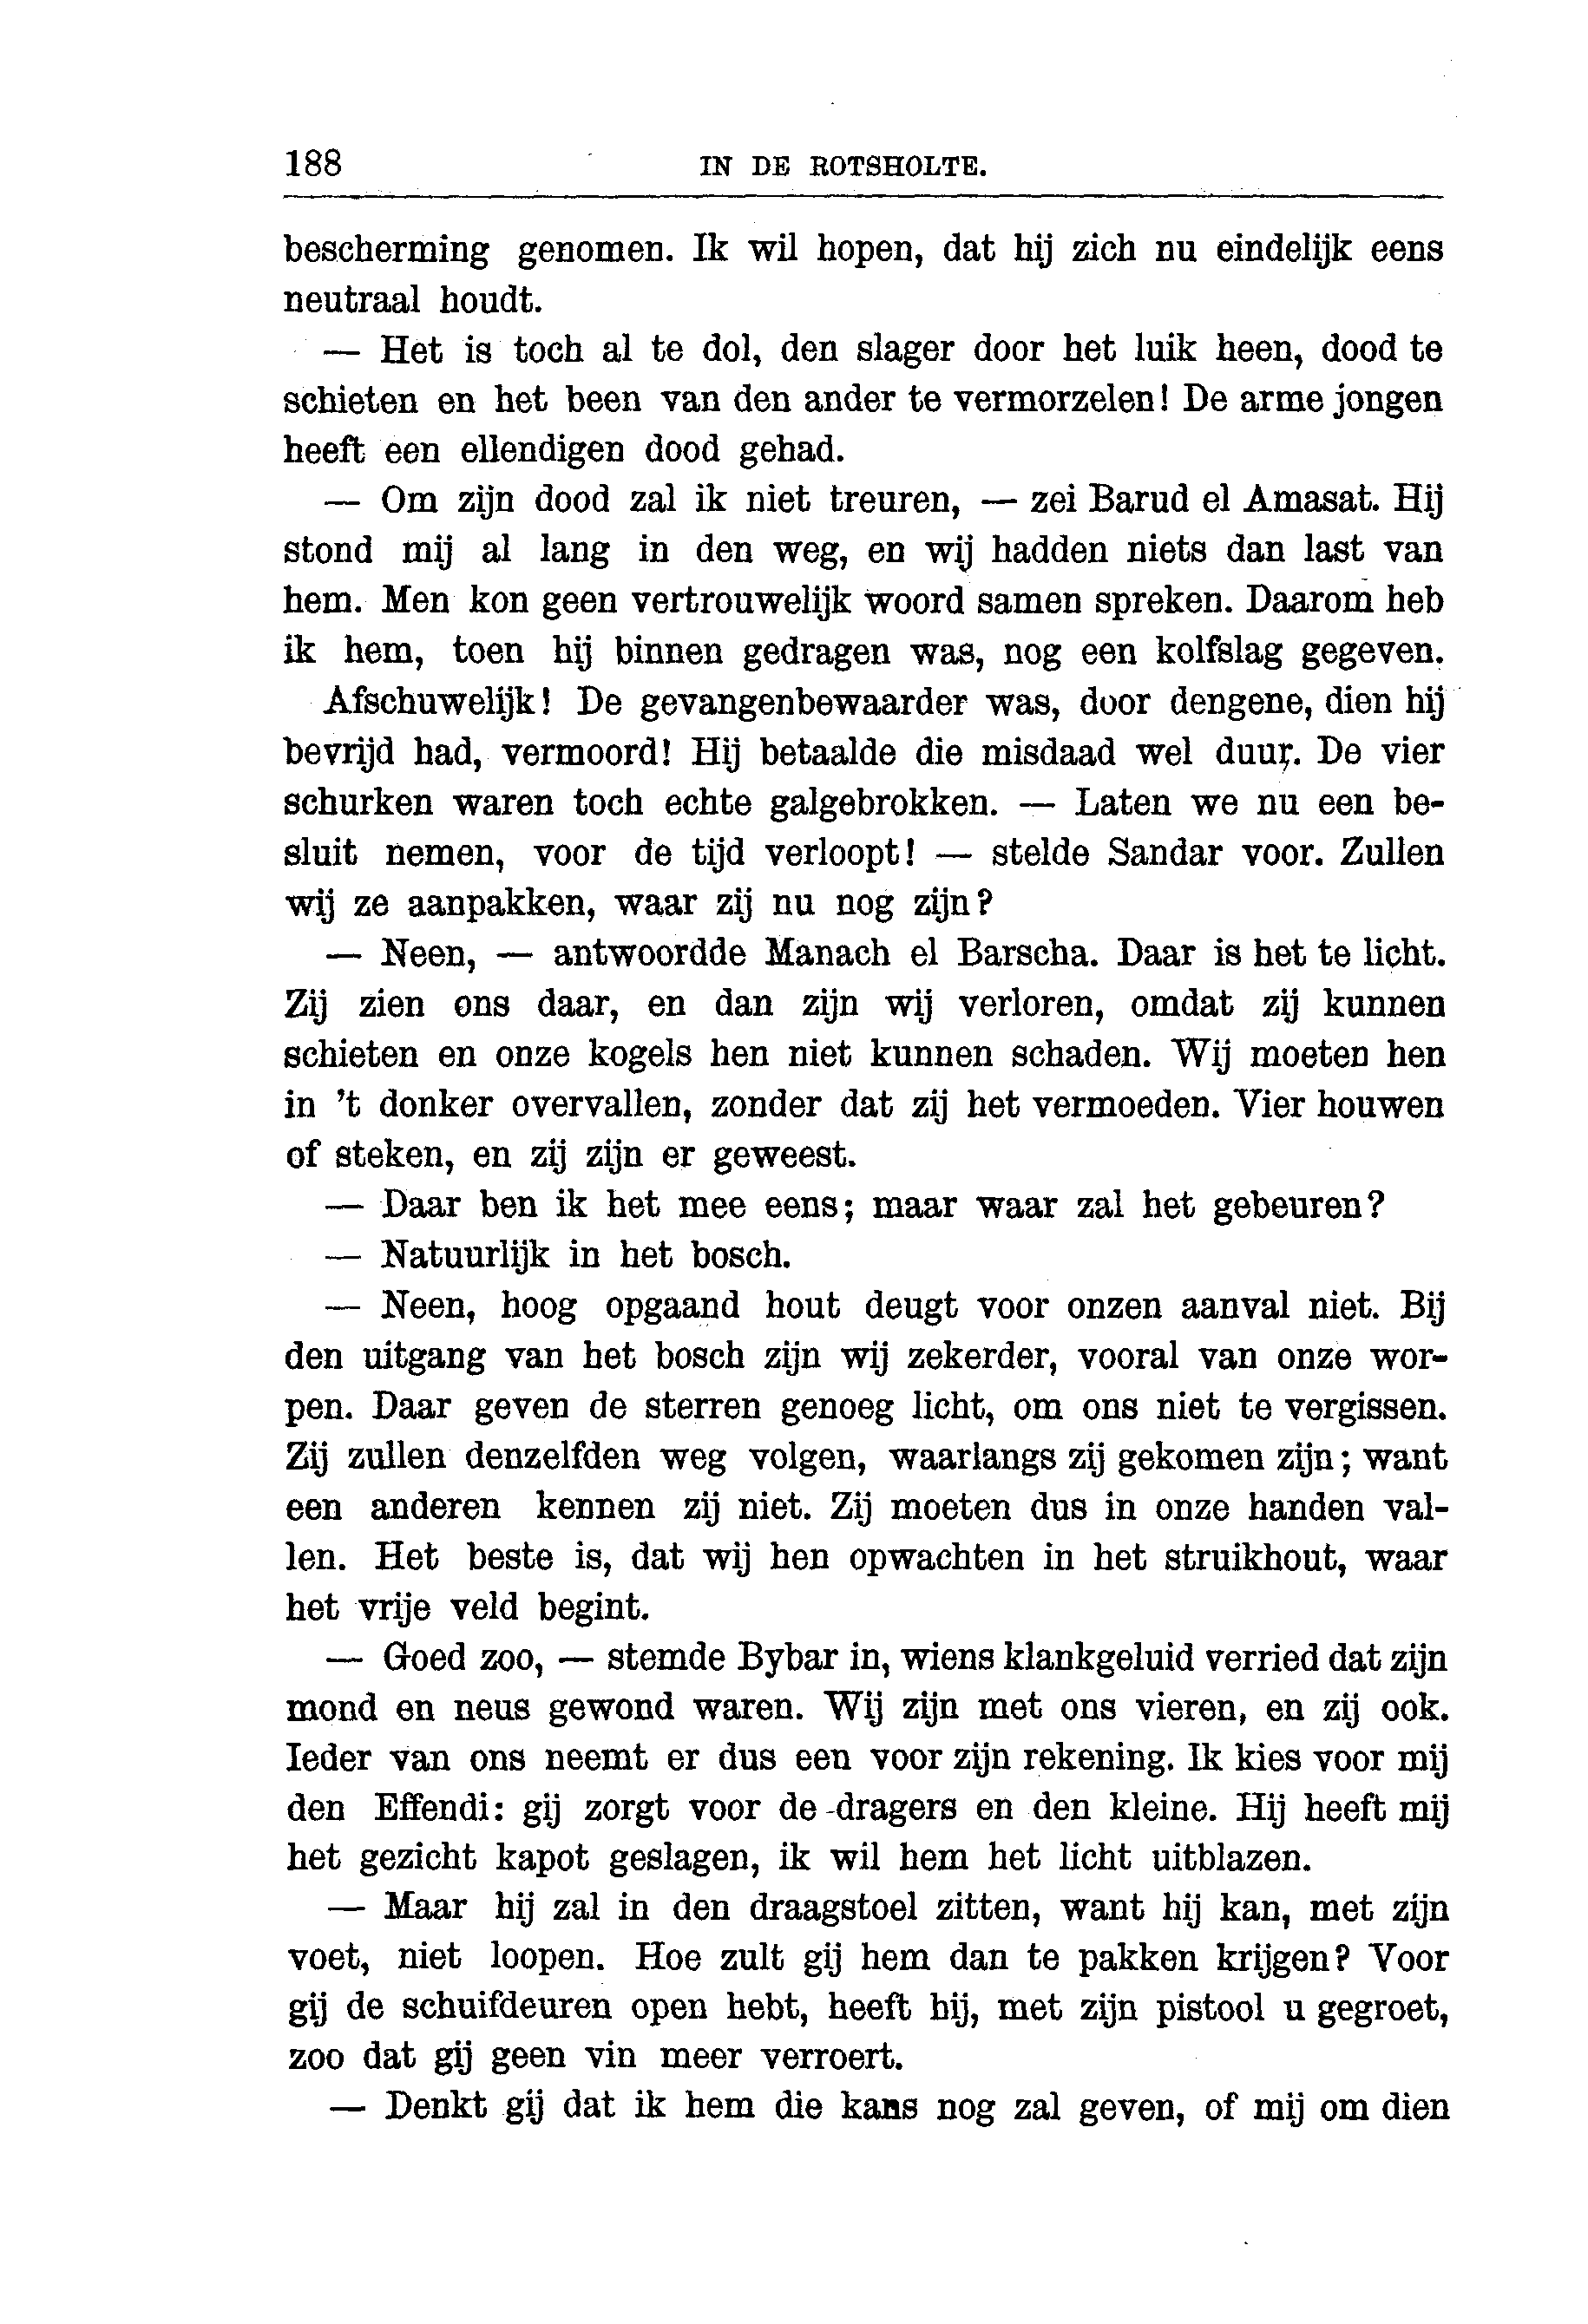 188 IN DE ROTSHOLTE.
bescherming genomen. Ik wil hopen, dat hij zich nu eindelijk eens
neutraal houdt.
— Het is toch al te dol, den slager door het luik heen, dood te
schieten en het been van den ander te vermorzelen! De arme jongen
heeft een ellendigen dood gehad.
— Om zijn dood zal ik niet treuren, — zei Barud el Amasat. Hij
stond mij al lang in den weg, en wij hadden niets dan last van
hem. Men kon geen vertrouwelijk woord samen spreken. Daarom heb
ik hem, toen hij binnen gedragen was, nog een kolfslag gegeven.
Afschuwelijk! De gevangenbewaarder was, door dengene, dien hij
bevrijd had, vermoord! Hij betaalde die misdaad wel duur. De vier
schurken waren toch echte galgebrokken. — Laten we nu een be-
sluit nemen, voor de tijd verloopt! — stelde Sandar voor. Zullen
wij ze aanpakken, waar zij nu nog zijn?
— Neen, — antwoordde Manach el Barscha. Daar is het te licht.
Zij zien ons daar, en dan zijn wij verloren, omdat zij kunnen
schieten en onze kogels hen niet kunnen schaden. Wij moeten hen
in 't donker overvallen, zonder dat zij het vermoeden. Vier houwen
of steken, en zij zijn er geweest.
— Daar ben ik het mee eens; maar waar zal het gebeuren?
— Natuurlijk in het bosch.
— Neen, hoog opgaand hout deugt voor onzen aanval niet. Bij
den uitgang van het bosch zijn wij zekerder, vooral van onze wor-
pen. Daar geven de sterren genoeg licht, om ons niet te vergissen.
Zij zullen denzelfden weg volgen, waarlangs zij gekomen zijn; want
een anderen kennen zij niet. Zij moeten dus in onze handen val-
len. Het beste is, dat wij hen opwachten in het struikhout, waar
het vrije veld begint.
— Goed zoo, — stemde Bybar in, wiens klankgeluid verried dat zijn
mond en neus gewond waren. Wij zijn met ons vieren, en zij ook.
Ieder van ons neemt er dus een voor zijn rekening. Ik kies voor mij
den Effendi: gij zorgt voor de dragers en den kleine. Hij heeft mij
het gezicht kapot geslagen, ik wil hem het licht uitblazen.
— Maar hij zal in den draagstoel zitten, want hij kan, met zijn
voet, niet loopen. Hoe zult gij hem dan te pakken krijgen? Voor
gij de schuifdeuren open hebt, heeft hij, met zijn pistool u gegroet,
zoo dat gij geen vin meer verroert.
— Denkt gij dat ik hem die kans nog zal geven, of mij om dien